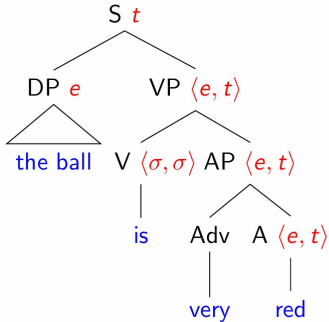 S t
DP e VP ⟨e, t⟩
the ball V ⟨σ, σ⟩ AP ⟨e, t⟩
is Adv A ⟨e, t⟩
very red